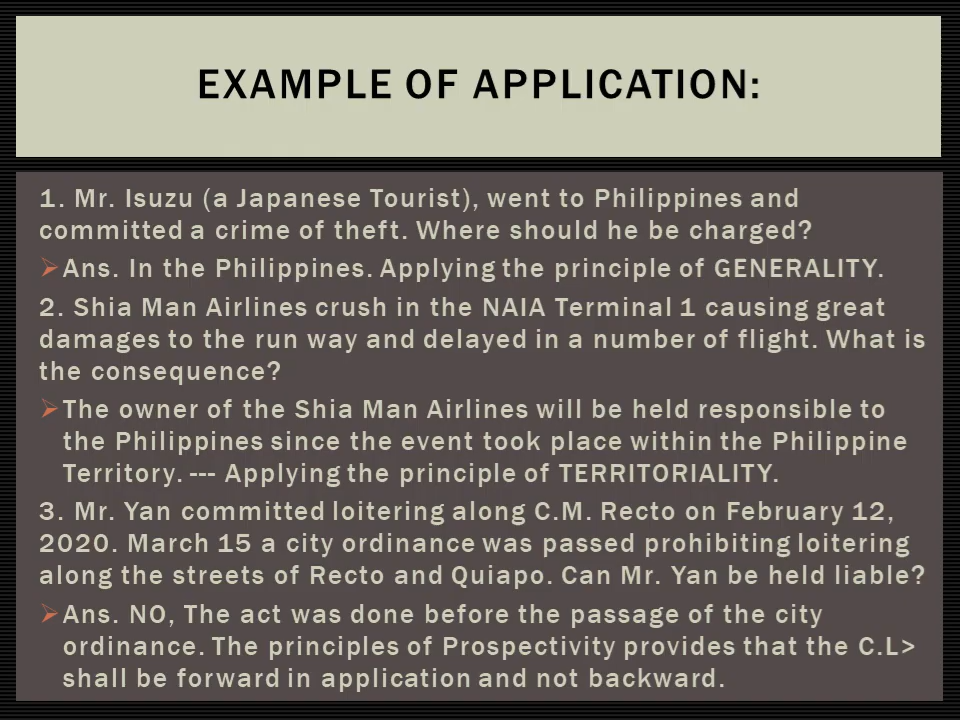 EXAMPLE OF APPLICATION:
1. Mr. Isuzu (a Japanese Tourist), went to Philippines and
committed a crime of theft. Where should he be charged?
Ans. In the Philippines. Applying the principle of GENERALITY.
2. Shia Man Airlines crush in the NAIA Terminal 1 causing great
damages to the run way and delayed in a number of flight. What is
the consequence?
The owner of the Shia Man Airlines will be held responsible to
the Philippines since the event took place within the Philippine
Territory. --- Applying the principle of TERRITORIALITY.
3. Mr. Yan committed loitering along C.M. Recto on February 12,
2020. March 15 a city ordinance was passed prohibiting loitering
along the streets of Recto and Quiapo. Can Mr. Yan be held liable?
Ans. NO, The act was done before the passage of the city
ordinance. The principles of Prospectivity provides that the C.L>
shall be forward in application and not backward.